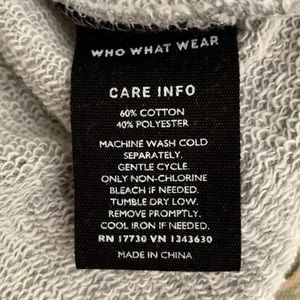 WHO WHAT WEAR
CARE INFO
60% COTTON
40% POLYESTER
MACHINE WASH COLD
SEPARATELY.
GENTLE CYCLE.
ONLY NON-CHLORINE
BLEACH IF NEEDED.
TUMBLE DRY LOW.
REMOVE PROMPTLY.
COOL IRON IF NEEDED.
RN 17730 VN 1343630
MADE IN CHINA